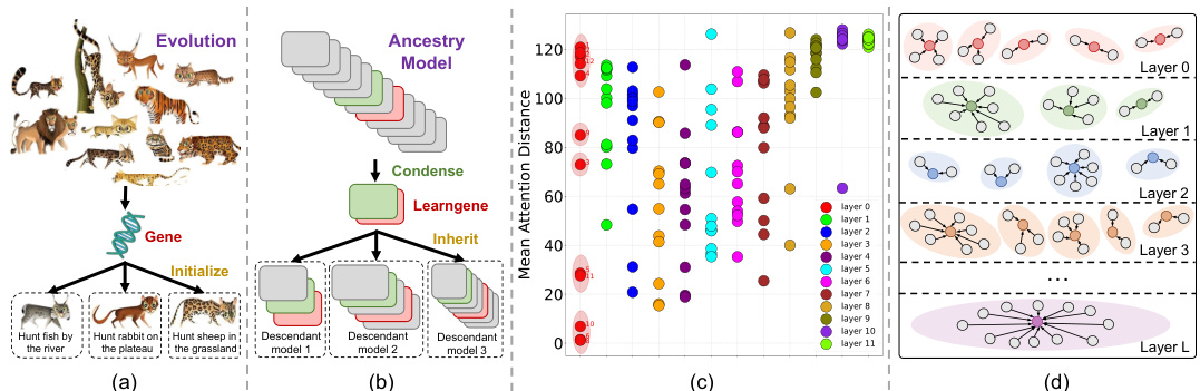 Evolution
Gene
Initialize
Hunt fish by
the river
Hunt rabbit on
the plateau
Hunt sheep in
the grassland
(a)
Ancestry
Model
Condense
Learngene
Inherit
Descendant
model 1
Descendant
model 2
Descendant
model 3
(b)
Mean Attention Distance
120
100
80
60
40
20
0
layer 0
layer 1
layer 2
layer 3
layer 4
layer 5
layer 6
layer 7
layer 8
layer 9
layer 10
layer 11
(c)
Layer 0
Layer 1
Layer 2
Layer 3
...
Layer L
(d)